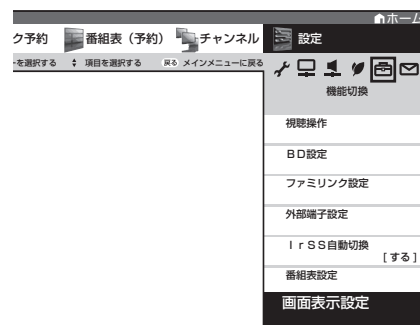 ホーム
ク予約 番組表（予約） チャンネル 設定
ーを選択する 項目を選択する 戻る メインメニューに戻る
機能切換
視聴操作
ＢＤ設定
ファミリンク設定
外部端子設定
ＩｒＳＳ自動切換
［する］
番組表設定
画面表示設定